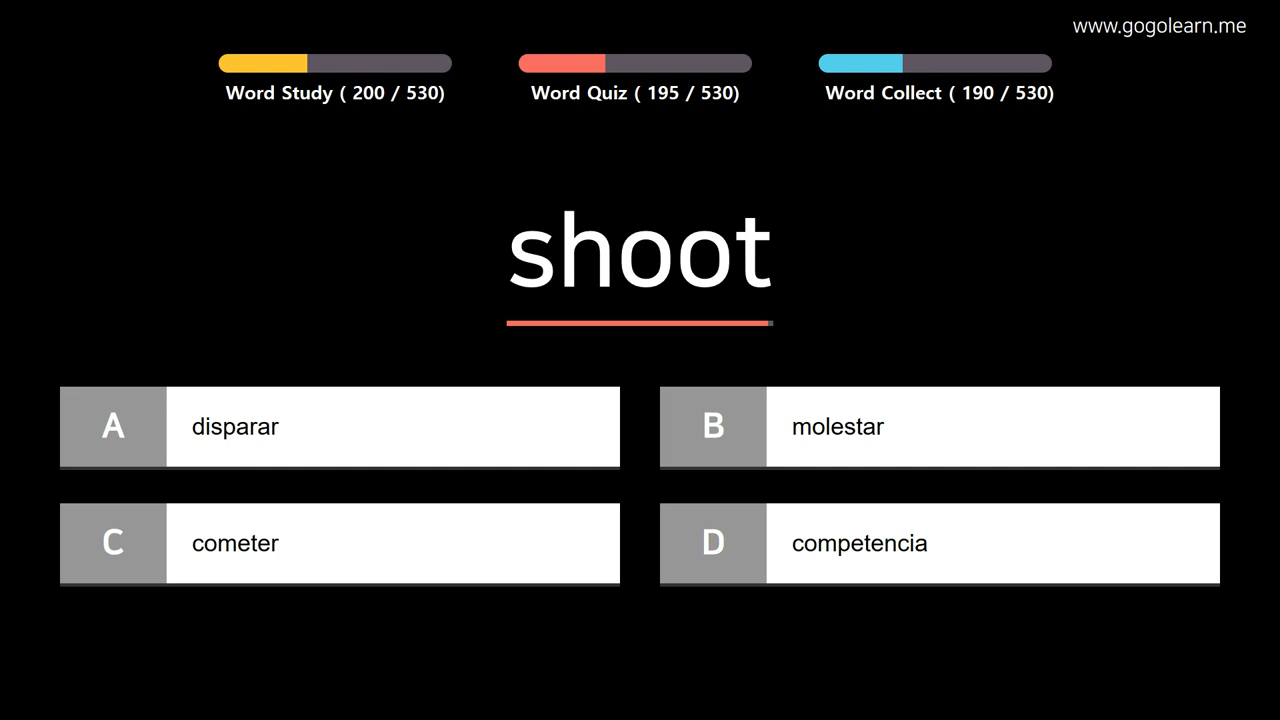 www.gogolearn.me
Word Study ( 200 / 530)
Word Quiz ( 195 / 530)
Word Collect ( 190 / 530)
shoot
A disparar
B molestar
C cometer
D competencia